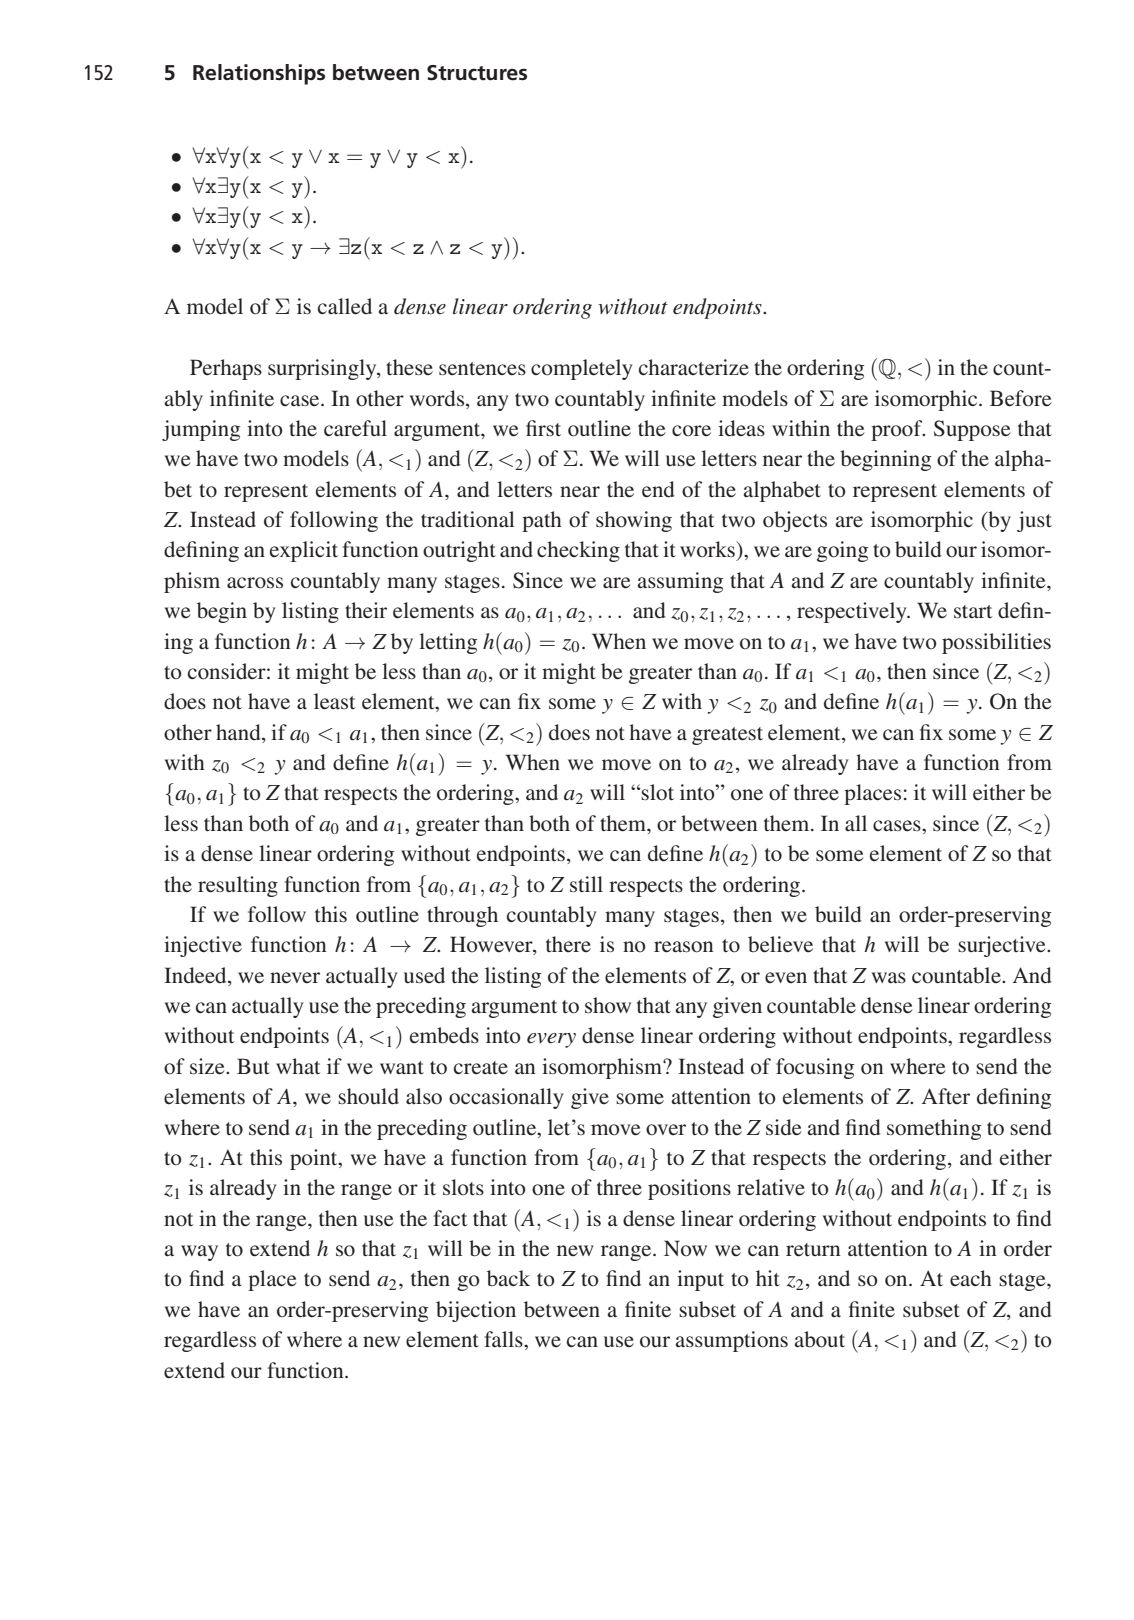 152 5 Relationships between Structures
• ∀x∀y(x < y ∨ x = y ∨ y < x).
• ∀x∃y(x < y).
• ∀x∃y(y < x).
• ∀x∀y(x < y → ∃z(x < z ∧ z < y)).
A model of Σ is called a dense linear ordering without endpoints.
Perhaps surprisingly, these sentences completely characterize the ordering (ℚ, <) in the count-
ably infinite case. In other words, any two countably infinite models of Σ are isomorphic. Before
jumping into the careful argument, we first outline the core ideas within the proof. Suppose that
we have two models (A, <₁) and (Z, <₂) of Σ. We will use letters near the beginning of the alpha-
bet to represent elements of A, and letters near the end of the alphabet to represent elements of
Z. Instead of following the traditional path of showing that two objects are isomorphic (by just
defining an explicit function outright and checking that it works), we are going to build our isomor-
phism across countably many stages. Since we are assuming that A and Z are countably infinite,
we begin by listing their elements as a₀, a₁, a₂, . . . and z₀, z₁, z₂, . . . , respectively. We start defin-
ing a function h: A → Z by letting h(a₀) = z₀. When we move on to a₁, we have two possibilities
to consider: it might be less than a₀, or it might be greater than a₀. If a₁ <₁ a₀, then since (Z, <₂)
does not have a least element, we can fix some y ∈ Z with y <₂ z₀ and define h(a₁) = y. On the
other hand, if a₀ <₁ a₁, then since (Z, <₂) does not have a greatest element, we can fix some y ∈ Z
with z₀ <₂ y and define h(a₁) = y. When we move on to a₂, we already have a function from
{a₀, a₁} to Z that respects the ordering, and a₂ will “slot into” one of three places: it will either be
less than both of a₀ and a₁, greater than both of them, or between them. In all cases, since (Z, <₂)
is a dense linear ordering without endpoints, we can define h(a₂) to be some element of Z so that
the resulting function from {a₀, a₁, a₂} to Z still respects the ordering.
If we follow this outline through countably many stages, then we build an order-preserving
injective function h: A → Z. However, there is no reason to believe that h will be surjective.
Indeed, we never actually used the listing of the elements of Z, or even that Z was countable. And
we can actually use the preceding argument to show that any given countable dense linear ordering
without endpoints (A, <₁) embeds into every dense linear ordering without endpoints, regardless
of size. But what if we want to create an isomorphism? Instead of focusing on where to send the
elements of A, we should also occasionally give some attention to elements of Z. After defining
where to send a₁ in the preceding outline, let’s move over to the Z side and find something to send
to z₁. At this point, we have a function from {a₀, a₁} to Z that respects the ordering, and either
z₁ is already in the range or it slots into one of three positions relative to h(a₀) and h(a₁). If z₁ is
not in the range, then use the fact that (A, <₁) is a dense linear ordering without endpoints to find
a way to extend h so that z₁ will be in the new range. Now we can return attention to A in order
to find a place to send a₂, then go back to Z to find an input to hit z₂, and so on. At each stage,
we have an order-preserving bijection between a finite subset of A and a finite subset of Z, and
regardless of where a new element falls, we can use our assumptions about (A, <₁) and (Z, <₂) to
extend our function.